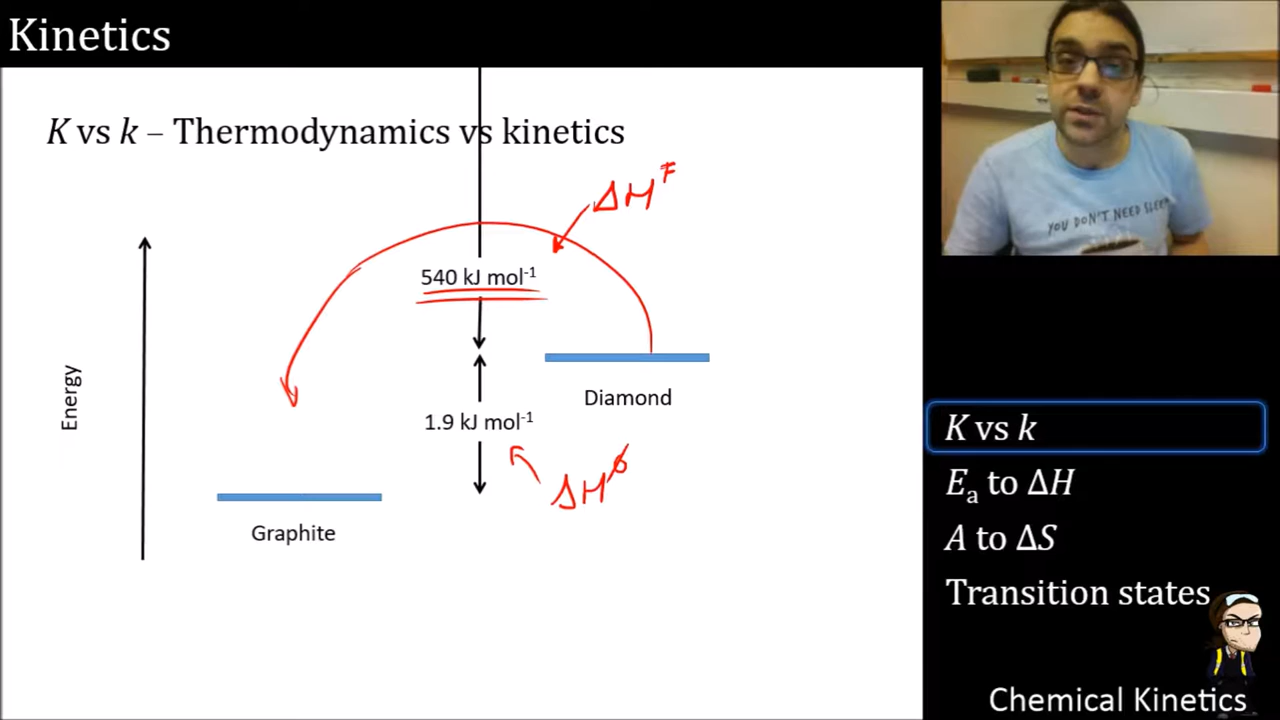 Kinetics
K vs k – Thermodynamics vs kinetics
ΔH‡
540 kJ mol⁻¹
Energy
Diamond
1.9 kJ mol⁻¹
ΔH⦵
Graphite
YOU DON'T NEED SLEEP
K vs k
Eₐ to ΔH
A to ΔS
Transition states
Chemical Kinetics